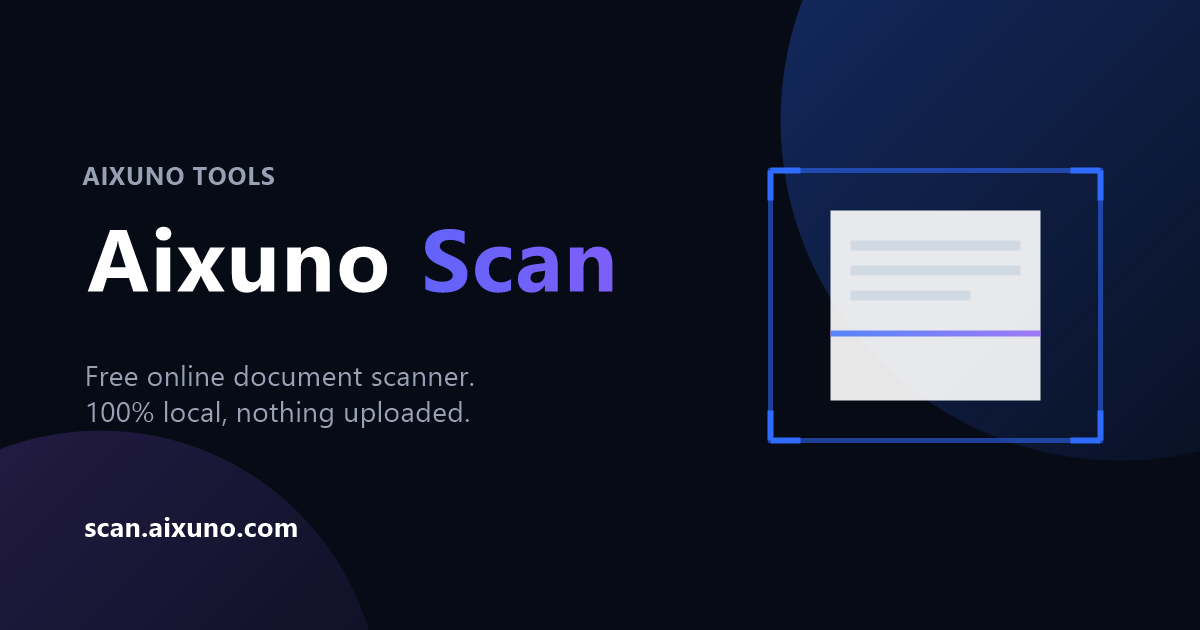 AIXUNO TOOLS
Aixuno Scan
Free online document scanner.
100% local, nothing uploaded.
scan.aixuno.com